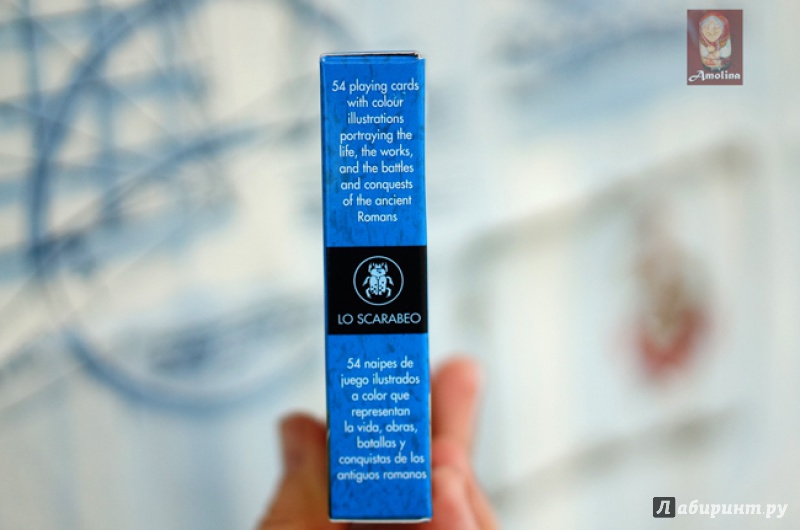 Amolina
54 playing cards
with colour
illustrations
portraying the
life, the works,
and the battles
and conquests
of the ancient
Romans
LO SCARABEO
54 naipes de
juego ilustrados
a color que
representan
la vida, obras,
batallas y
conquistas de los
antiguos romanos
Лабиринт.ру